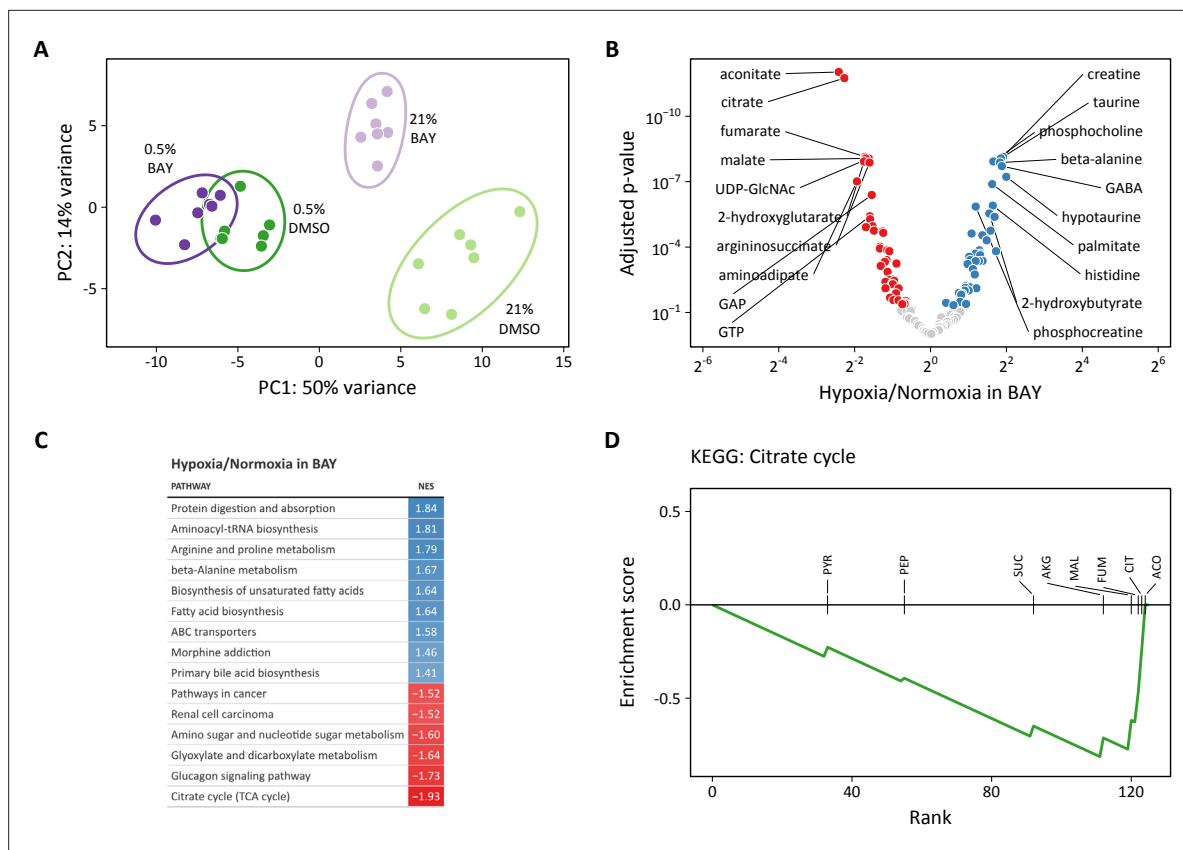 A
PC2: 14% variance
5
0
-5
-10
-5
0
5
10
15
PC1: 50% variance
0.5%
BAY
0.5%
DMSO
21%
BAY
21%
DMSO
B
Adjusted p-value
10⁻¹⁰
10⁻⁷
10⁻⁴
10⁻¹
2⁻⁶
2⁻⁴
2⁻²
2⁰
2²
2⁴
2⁶
Hypoxia/Normoxia in BAY
aconitate
citrate
fumarate
malate
UDP-GlcNAc
2-hydroxyglutarate
argininosuccinate
aminoadipate
GAP
GTP
creatine
taurine
phosphocholine
beta-alanine
GABA
hypotaurine
palmitate
histidine
2-hydroxybutyrate
phosphocreatine
C
Hypoxia/Normoxia in BAY
PATHWAY NES
Protein digestion and absorption 1.84
Aminoacyl-tRNA biosynthesis 1.81
Arginine and proline metabolism 1.79
beta-Alanine metabolism 1.67
Biosynthesis of unsaturated fatty acids 1.64
Fatty acid biosynthesis 1.64
ABC transporters 1.58
Morphine addiction 1.46
Primary bile acid biosynthesis 1.41
Pathways in cancer −1.52
Renal cell carcinoma −1.52
Amino sugar and nucleotide sugar metabolism −1.60
Glyoxylate and dicarboxylate metabolism −1.64
Glucagon signaling pathway −1.73
Citrate cycle (TCA cycle) −1.93
D
KEGG: Citrate cycle
Enrichment score
0.5
0.0
-0.5
PYR
PEP
SUC
AKG
MAL
FUM
CIT
ACO
0
40
80
120
Rank